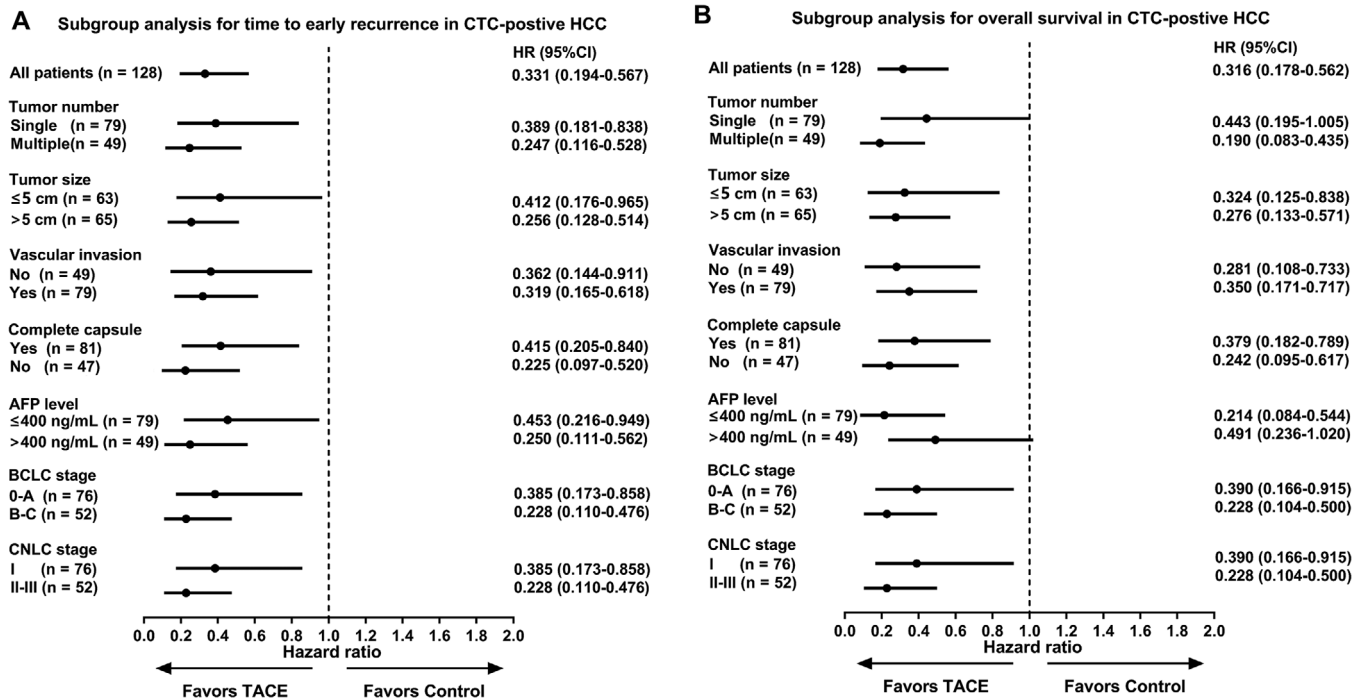 A Subgroup analysis for time to early recurrence in CTC-postive HCC
HR (95%CI)
All patients (n = 128) 0.331 (0.194-0.567)
Tumor number
Single (n = 79) 0.389 (0.181-0.838)
Multiple(n = 49) 0.247 (0.116-0.528)
Tumor size
≤5 cm (n = 63) 0.412 (0.176-0.965)
>5 cm (n = 65) 0.256 (0.128-0.514)
Vascular invasion
No (n = 49) 0.362 (0.144-0.911)
Yes (n = 79) 0.319 (0.165-0.618)
Complete capsule
Yes (n = 81) 0.415 (0.205-0.840)
No (n = 47) 0.225 (0.097-0.520)
AFP level
≤400 ng/mL (n = 79) 0.453 (0.216-0.949)
>400 ng/mL (n = 49) 0.250 (0.111-0.562)
BCLC stage
0-A (n = 76) 0.385 (0.173-0.858)
B-C (n = 52) 0.228 (0.110-0.476)
CNLC stage
I (n = 76) 0.385 (0.173-0.858)
II-III (n = 52) 0.228 (0.110-0.476)
0.0 0.2 0.4 0.6 0.8 1.0 1.2 1.4 1.6 1.8 2.0
Hazard ratio
Favors TACE Favors Control
B Subgroup analysis for overall survival in CTC-postive HCC
HR (95%CI)
All patients (n = 128) 0.316 (0.178-0.562)
Tumor number
Single (n = 79) 0.443 (0.195-1.005)
Multiple(n = 49) 0.190 (0.083-0.435)
Tumor size
≤5 cm (n = 63) 0.324 (0.125-0.838)
>5 cm (n = 65) 0.276 (0.133-0.571)
Vascular invasion
No (n = 49) 0.281 (0.108-0.733)
Yes (n = 79) 0.350 (0.171-0.717)
Complete capsule
Yes (n = 81) 0.379 (0.182-0.789)
No (n = 47) 0.242 (0.095-0.617)
AFP level
≤400 ng/mL (n = 79) 0.214 (0.084-0.544)
>400 ng/mL (n = 49) 0.491 (0.236-1.020)
BCLC stage
0-A (n = 76) 0.390 (0.166-0.915)
B-C (n = 52) 0.228 (0.104-0.500)
CNLC stage
I (n = 76) 0.390 (0.166-0.915)
II-III (n = 52) 0.228 (0.104-0.500)
0.0 0.2 0.4 0.6 0.8 1.0 1.2 1.4 1.6 1.8 2.0
Hazard ratio
Favors TACE Favors Control